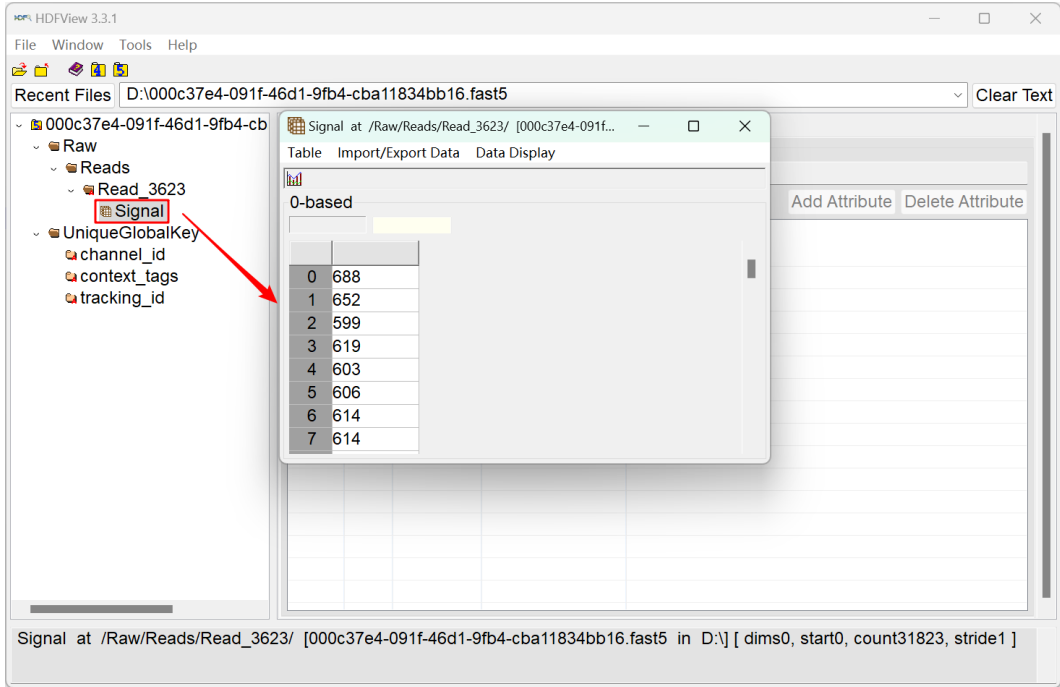 HDFView 3.3.1
File Window Tools Help
4 5
Recent Files D:\000c37e4-091f-46d1-9fb4-cba11834bb16.fast5 Clear Text
5 000c37e4-091f-46d1-9fb4-cb
Raw
Reads
Read_3623
Signal
UniqueGlobalKey
channel_id
context_tags
tracking_id
Signal at /Raw/Reads/Read_3623/ [000c37e4-091f...
Table Import/Export Data Data Display
0-based
0 688
1 652
2 599
3 619
4 603
5 606
6 614
7 614
Add Attribute Delete Attribute
Signal at /Raw/Reads/Read_3623/ [000c37e4-091f-46d1-9fb4-cba11834bb16.fast5 in D:\] [ dims0, start0, count31823, stride1 ]